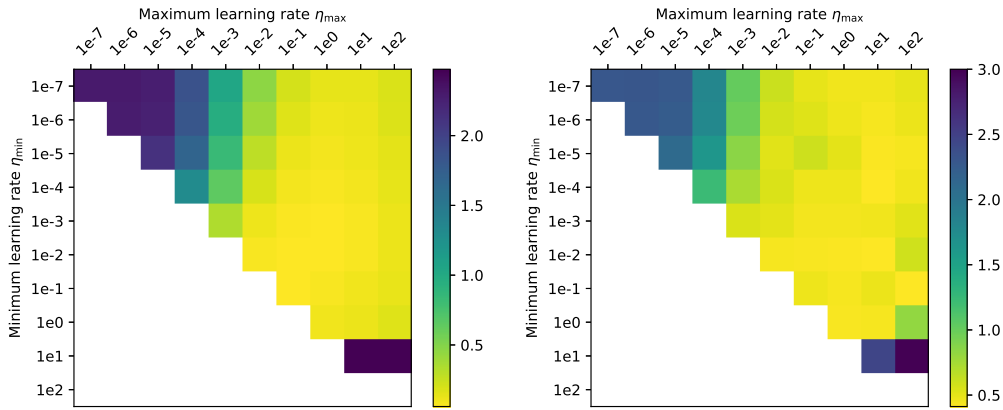 Maximum learning rate η_max
1e-7 1e-6 1e-5 1e-4 1e-3 1e-2 1e-1 1e0 1e1 1e2
Minimum learning rate η_min
1e-7
1e-6
1e-5
1e-4
1e-3
1e-2
1e-1
1e0
1e1
1e2
2.0
1.5
1.0
0.5
Maximum learning rate η_max
1e-7 1e-6 1e-5 1e-4 1e-3 1e-2 1e-1 1e0 1e1 1e2
Minimum learning rate η_min
1e-7
1e-6
1e-5
1e-4
1e-3
1e-2
1e-1
1e0
1e1
1e2
3.0
2.5
2.0
1.5
1.0
0.5